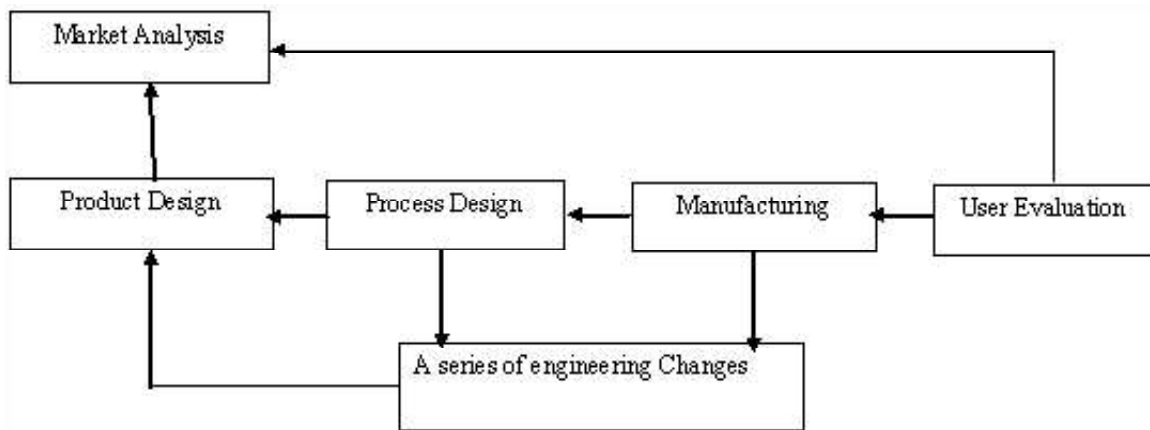 Market Analysis
Product Design
Process Design
Manufacturing
User Evaluation
A series of engineering Changes